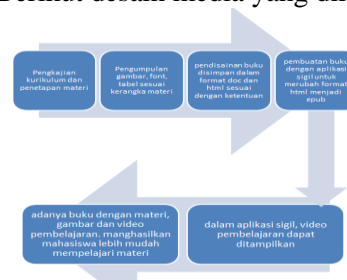 Berikut desain media yang di
Pengkajian
kurikulum dan
penetapan materi
Pengumpulan
gambar, font,
tabel sesuai
kerangka materi
pendisainan buku
disimpan dalam
format doc dan
html sesuai
dengan ketentuan
pembuatan buku
dengan aplikasi
sigil untuk
merubah format
html menjadi
epub
adanya buku dengan materi,
gambar dan video
pembelajaran. manghasilkan
mahasiswa lebih mudah
mempelajari materi
dalam aplikasi sigil, video
pembelajaran dapat
ditampilkan